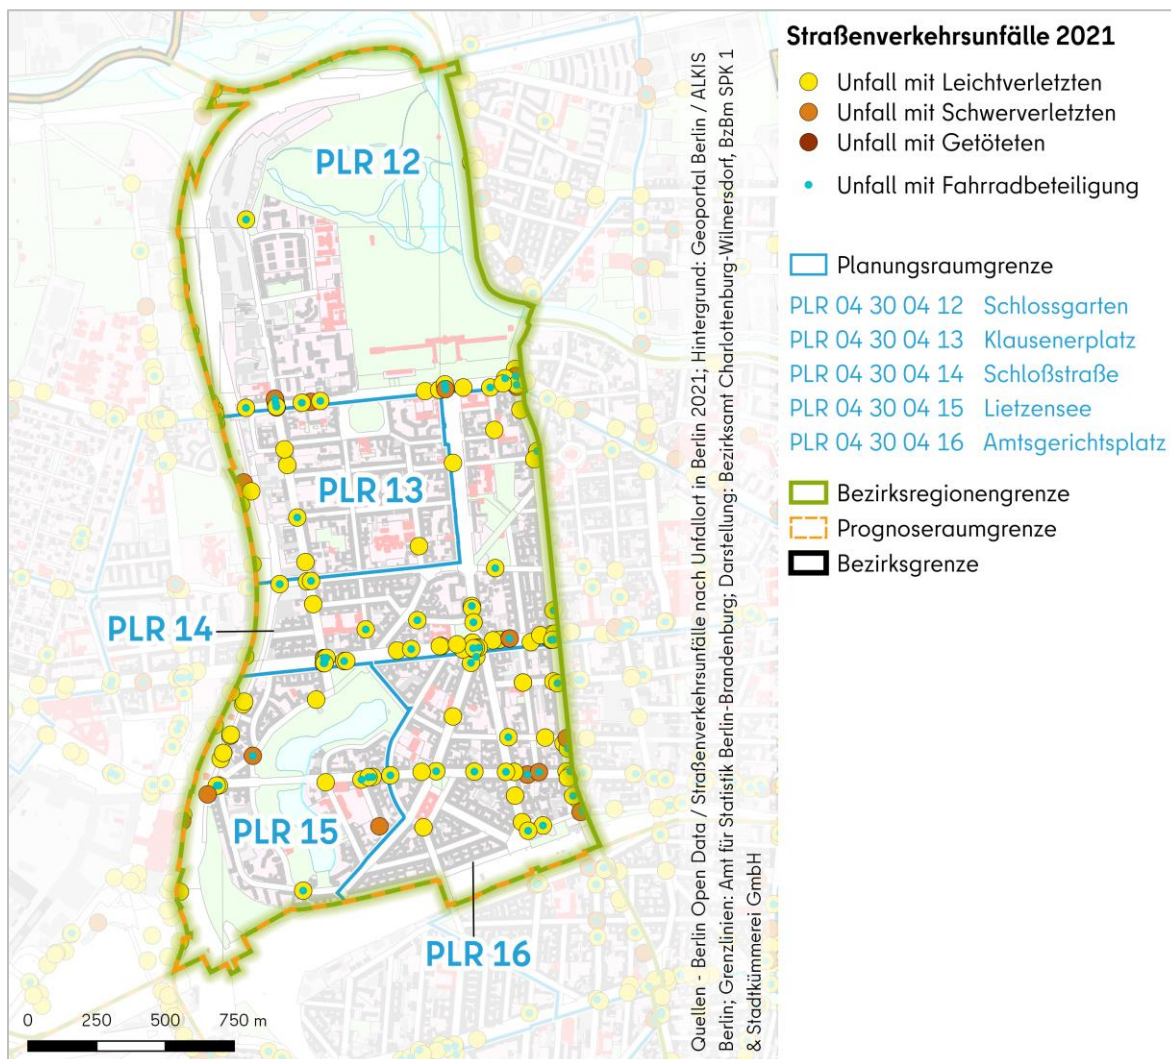 Straßenverkehrsunfälle 2021
Unfall mit Leichtverletzten
Unfall mit Schwerverletzten
Unfall mit Getöteten
Unfall mit Fahrradbeteiligung
Planungsraumgrenze
PLR 04 30 04 12 Schlossgarten
PLR 04 30 04 13 Klausenerplatz
PLR 04 30 04 14 Schloßstraße
PLR 04 30 04 15 Lietzensee
PLR 04 30 04 16 Amtsgerichtsplatz
Bezirksregionengrenze
Prognoseraumgrenze
Bezirksgrenze
PLR 12
PLR 13
PLR 14
PLR 15
PLR 16
0 250 500 750 m
Quellen - Berlin Open Data / Straßenverkehrsunfälle nach Unfallort in Berlin 2021; Hintergrund: Geoportal Berlin / ALKIS
Berlin; Grenzlinien: Amt für Statistik Berlin-Brandenburg; Darstellung: Bezirksamt Charlottenburg-Wilmersdorf, BzBm SPK 1
& Stadtkümmerei GmbH